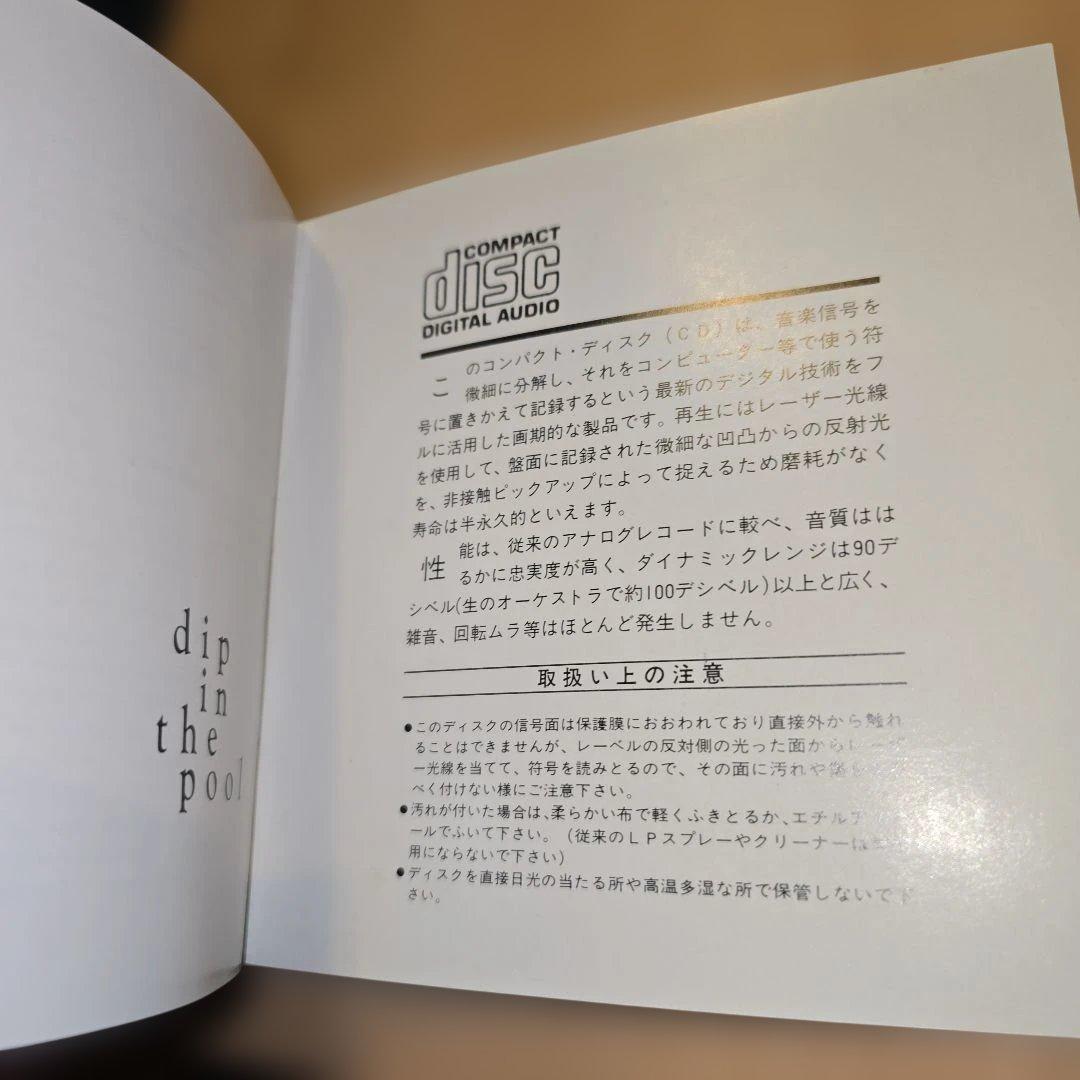 dip
in
the
pool
COMPACT
disc
DIGITAL AUDIO
このコンパクト・ディスク(CD)は、音楽信号を
微細に分解し、それをコンピューター等で使う符
号に置きかえて記録するという最新のデジタル技術をフ
ルに活用した画期的な製品です。再生にはレーザー光線
を使用して、盤面に記録された微細な凹凸からの反射光
を、非接触ピックアップによって捉えるため磨耗がなく
寿命は半永久的といえます。
性能は、従来のアナログレコードに較べ、音質はは
るかに忠実度が高く、ダイナミックレンジは90デ
シベル(生のオーケストラで約100デシベル)以上と広く、
雑音、回転ムラ等はほとんど発生しません。
取扱い上の注意
●このディスクの信号面は保護膜におおわれており直接外から触れ
ることはできませんが、レーベルの反対側の光った面からレーザ
ー光線を当てて、符号を読みとるので、その面に汚れや
べく付けない様にご注意下さい。
●汚れが付いた場合は、柔らかい布で軽くふきとるか、エチルア
ールでふいて下さい。(従来のLPスプレーやクリーナーは
用にならないで下さい)
●ディスクを直接日光の当たる所や高温多湿な所で保管しないで下
さい。